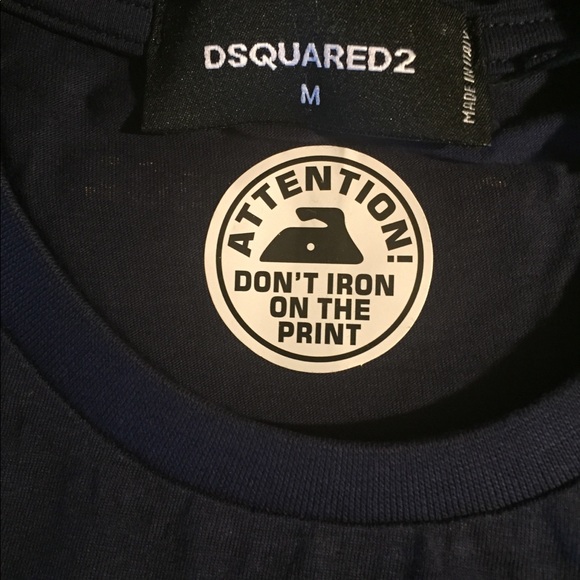 DSQUARED2
M
MADE IN ITALY
ATTENTION!
DON'T IRON
ON THE
PRINT